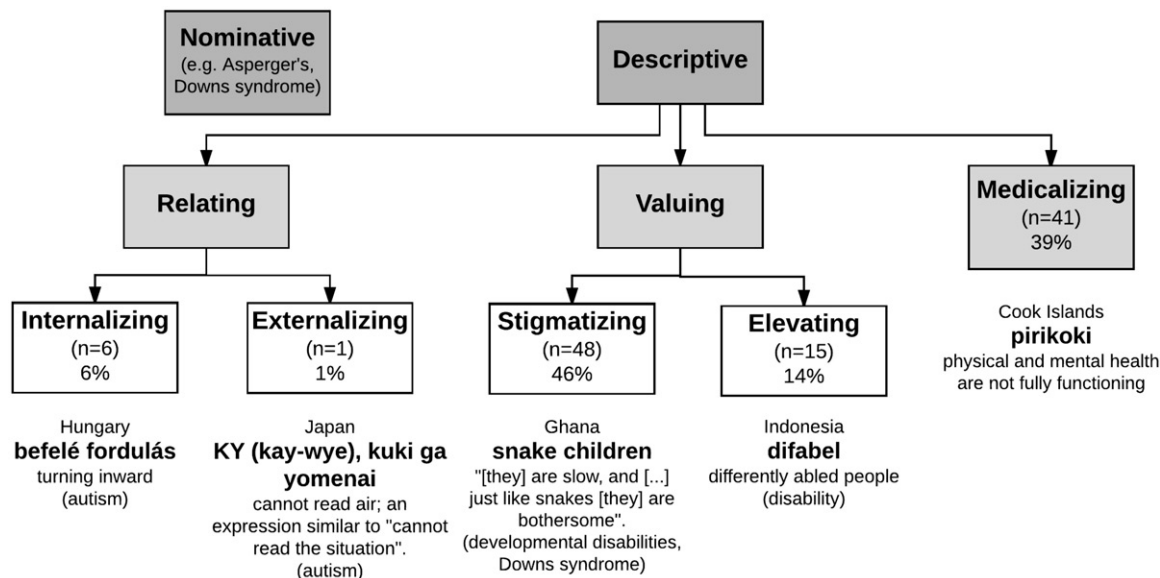 Nominative
(e.g. Asperger's,
Downs syndrome)
Descriptive
Relating
Valuing
Medicalizing
(n=41)
39%
Internalizing
(n=6)
6%
Externalizing
(n=1)
1%
Stigmatizing
(n=48)
46%
Elevating
(n=15)
14%
Cook Islands
pirikoki
physical and mental health
are not fully functioning
Hungary
befelé fordulás
turning inward
(autism)
Japan
KY (kay-wye), kuki ga
yomenai
cannot read air; an
expression similar to "cannot
read the situation".
(autism)
Ghana
snake children
"[they] are slow, and [...]
just like snakes [they] are
bothersome".
(developmental disabilities,
Downs syndrome)
Indonesia
difabel
differently abled people
(disability)